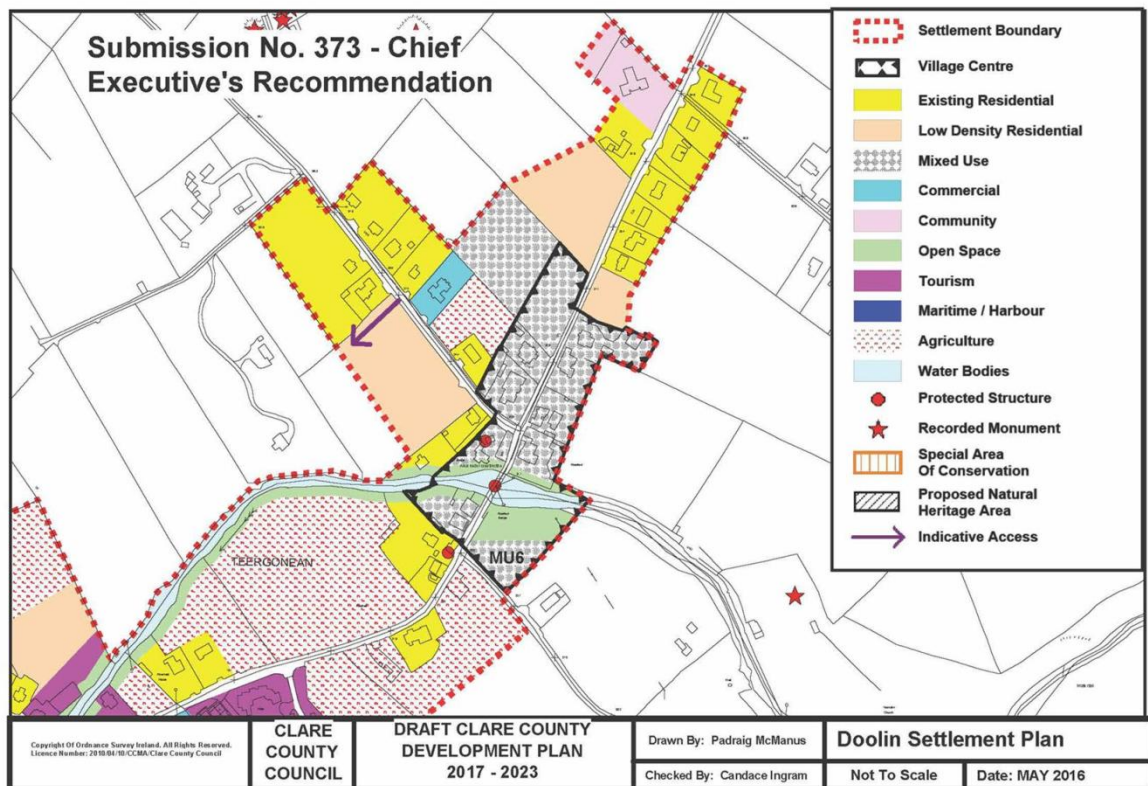 Submission No. 373 - Chief
Executive's Recommendation
Settlement Boundary
Village Centre
Existing Residential
Low Density Residential
Mixed Use
Commercial
Community
Open Space
Tourism
Maritime / Harbour
Agriculture
Water Bodies
Protected Structure
Recorded Monument
Special Area
Of Conservation
Proposed Natural
Heritage Area
Indicative Access
TEERGONEAN
MU6
Copyright Of Ordnance Survey Ireland. All Rights Reserved.
Licence Number: 2010/04/10/CCMA/Clare County Council
CLARE
COUNTY
COUNCIL
DRAFT CLARE COUNTY
DEVELOPMENT PLAN
2017 - 2023
Drawn By: Padraig McManus
Checked By: Candace Ingram
Doolin Settlement Plan
Not To Scale
Date: MAY 2016